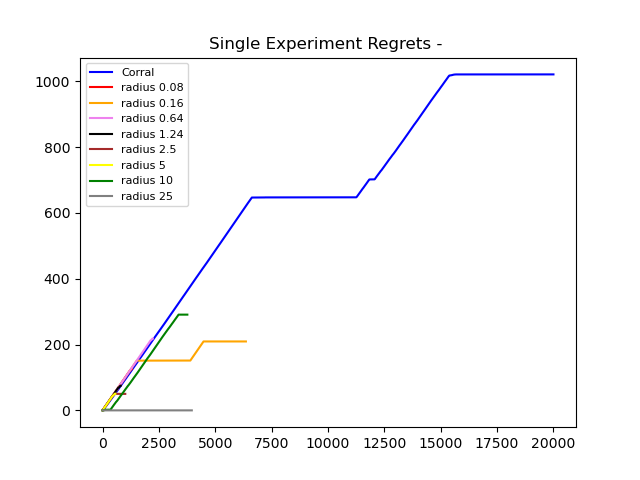 Single Experiment Regrets -
Corral
radius 0.08
radius 0.16
radius 0.64
radius 1.24
radius 2.5
radius 5
radius 10
radius 25
1000
800
600
400
200
0
0 2500 5000 7500 10000 12500 15000 17500 20000